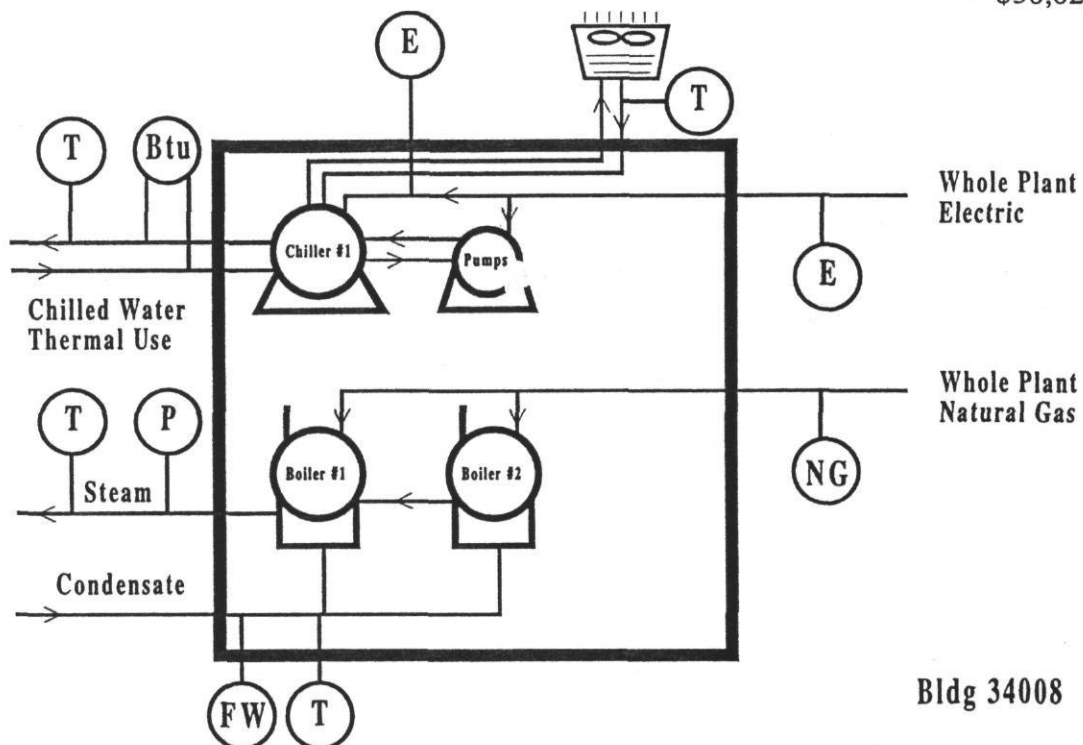 E
T
T
Btu
Whole Plant
Electric
Chiller #1
Pumps
E
Chilled Water
Thermal Use
Whole Plant
Natural Gas
T
P
Boiler #1
Boiler #2
NG
Steam
Condensate
FW
T
Bldg 34008